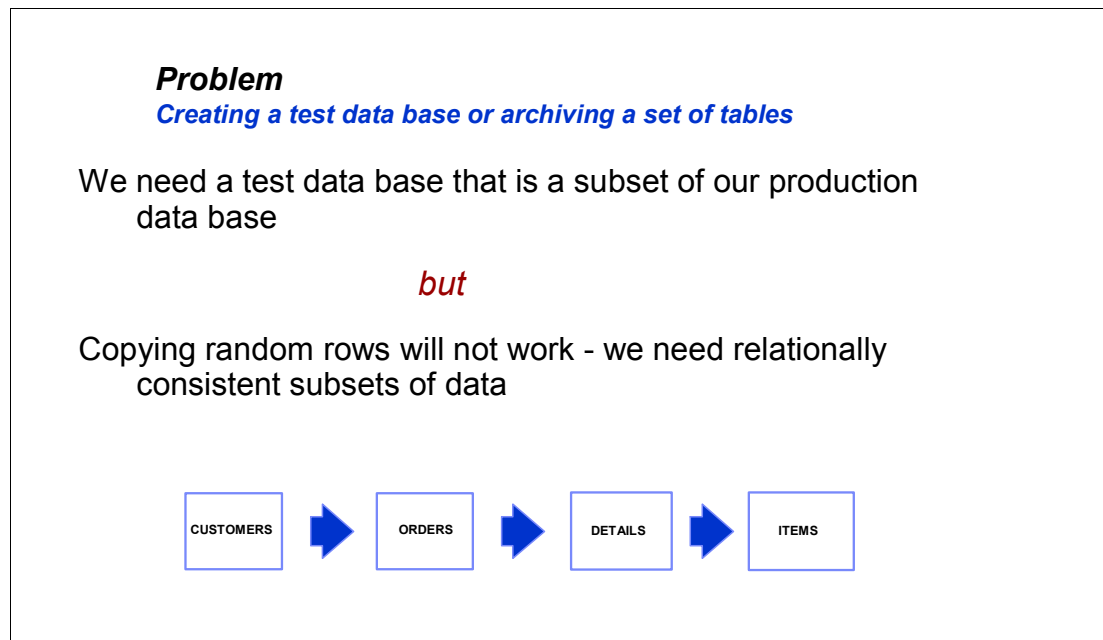 Problem
Creating a test data base or archiving a set of tables
We need a test data base that is a subset of our production
data base
but
Copying random rows will not work - we need relationally
consistent subsets of data
CUSTOMERS
ORDERS
DETAILS
ITEMS